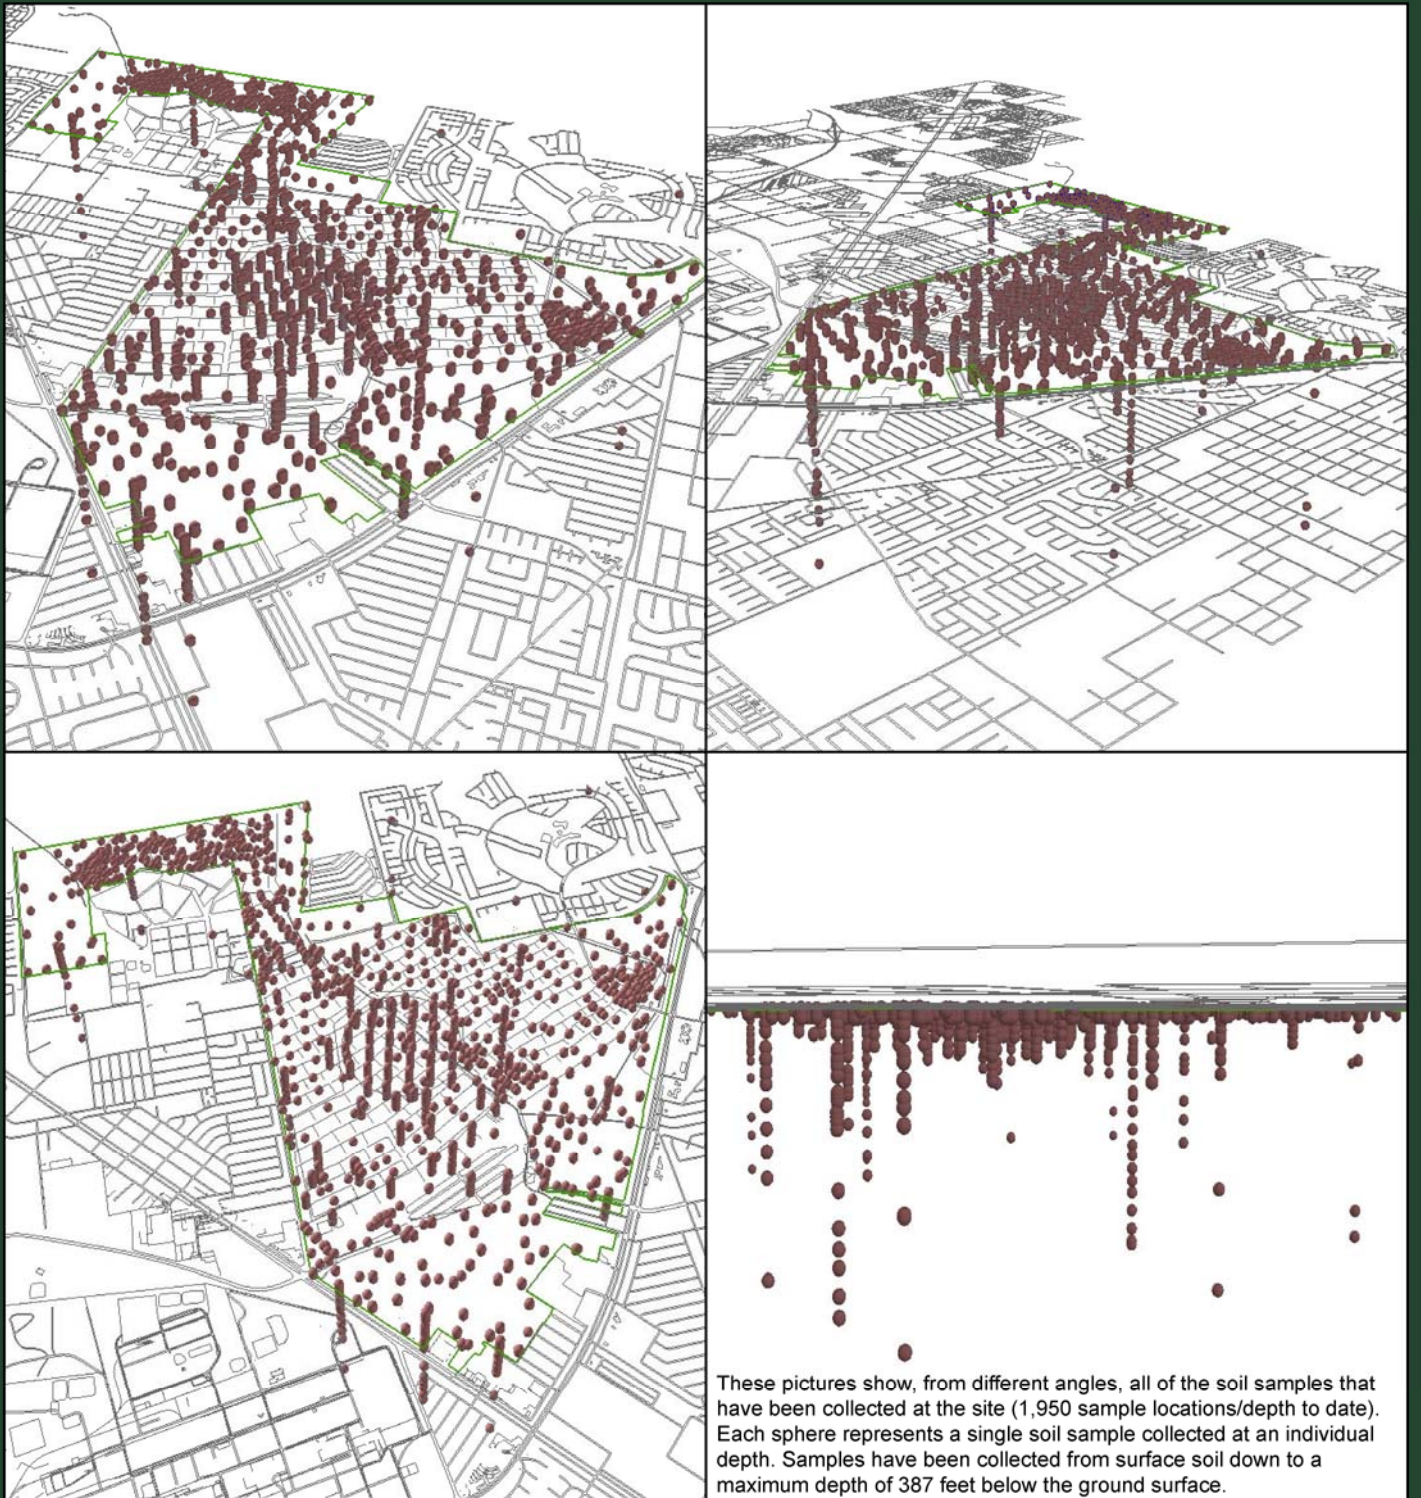 These pictures show, from different angles, all of the soil samples that
have been collected at the site (1,950 sample locations/depth to date).
Each sphere represents a single soil sample collected at an individual
depth. Samples have been collected from surface soil down to a
maximum depth of 387 feet below the ground surface.